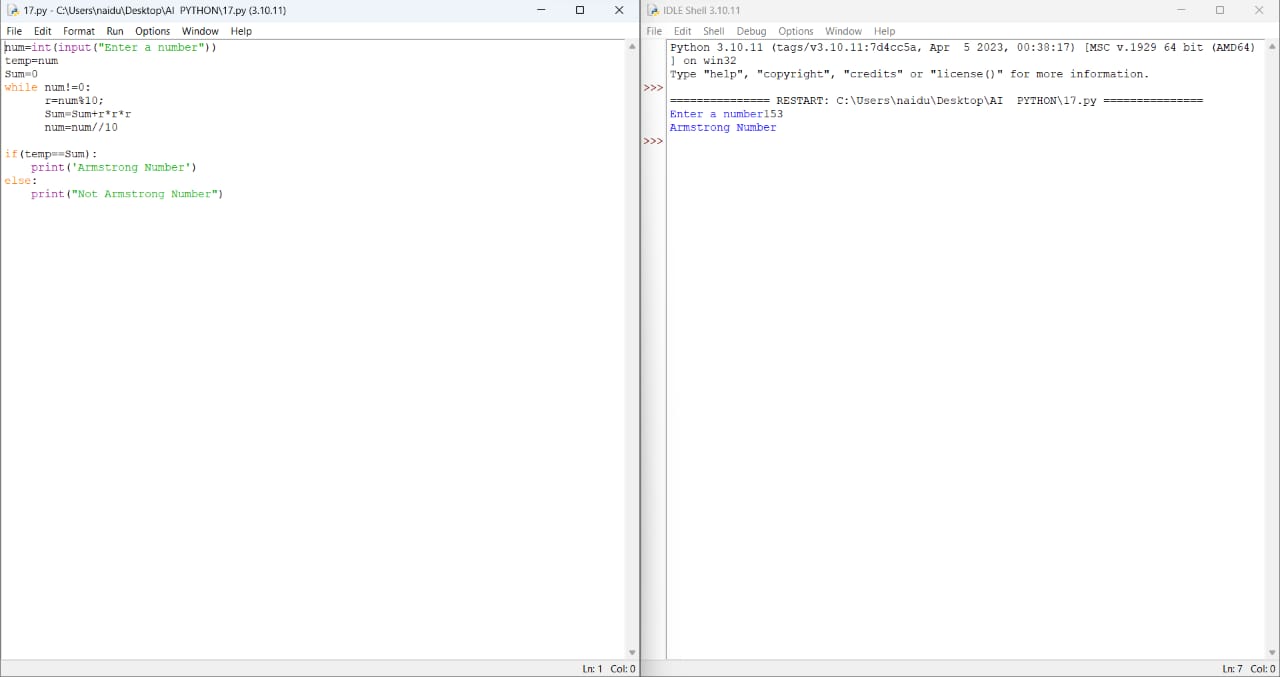 17.py - C:\Users\naidu\Desktop\AI  PYTHON\17.py (3.10.11)
File Edit Format Run Options Window Help
num=int(input("Enter a number"))
temp=num
Sum=0
while num!=0:
      r=num%10;
      Sum=Sum+r*r*r
      num=num//10
if(temp==Sum):
    print('Armstrong Number')
else:
    print("Not Armstrong Number")
Ln: 1 Col: 0
IDLE Shell 3.10.11
File Edit Shell Debug Options Window Help
Python 3.10.11 (tags/v3.10.11:7d4cc5a, Apr  5 2023, 00:38:17) [MSC v.1929 64 bit (AMD64)
] on win32
Type "help", "copyright", "credits" or "license()" for more information.
>>>
=============== RESTART: C:\Users\naidu\Desktop\AI  PYTHON\17.py ===============
Enter a number153
Armstrong Number
>>>
Ln: 7 Col: 0